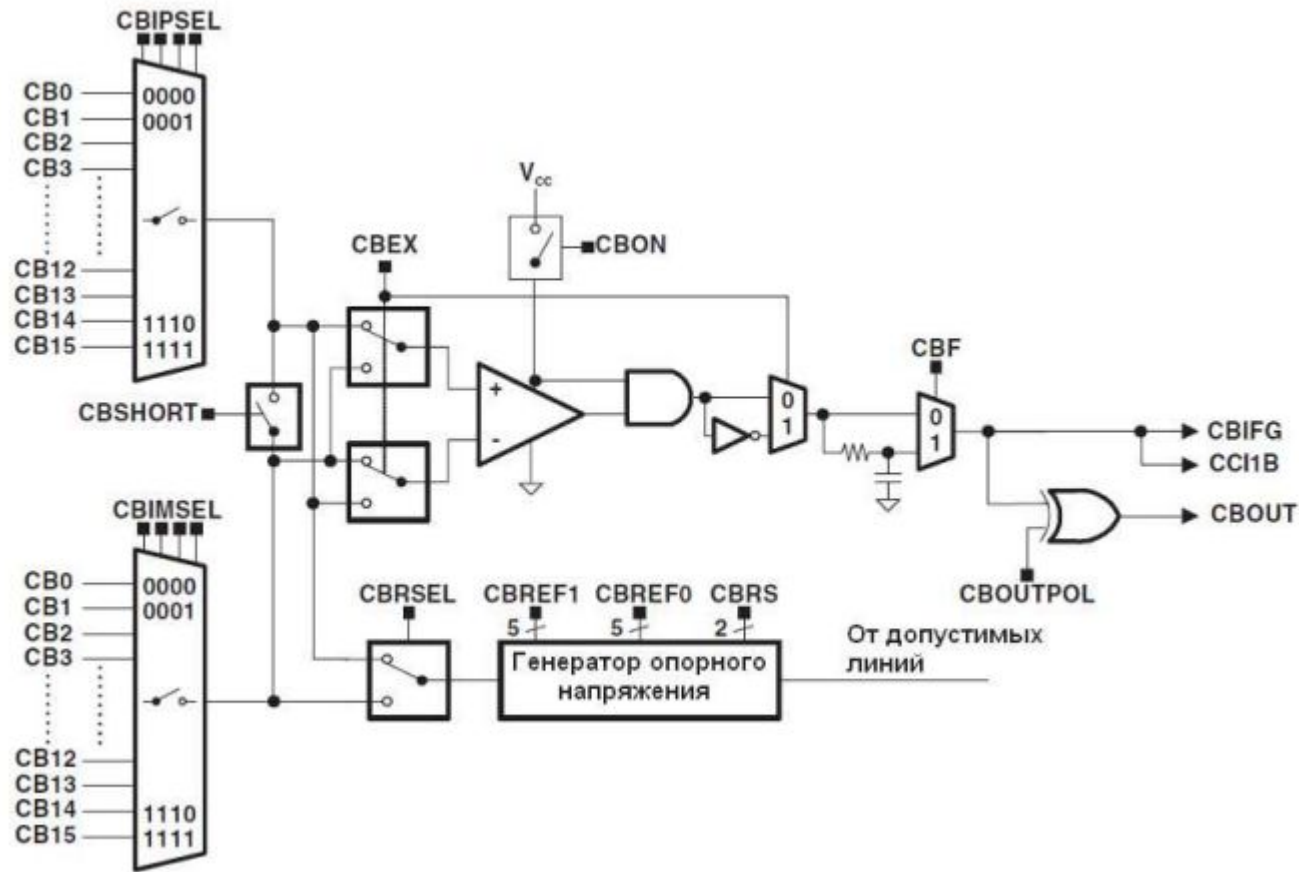 CBIPSEL
CB0
CB1
CB2
CB3
CB12
CB13
CB14
CB15
0000
0001
1110
1111
Vcc
CBON
CBEX
CBSHORT
+
-
0
1
CBF
0
1
CBIFG
CCI1B
CBOUT
CBOUTPOL
CBIMSEL
CB0
CB1
CB2
CB3
CB12
CB13
CB14
CB15
0000
0001
1110
1111
CBRSEL
CBREF1
CBREF0
CBRS
5
5
2
Генератор опорного
напряжения
От допустимых
линий